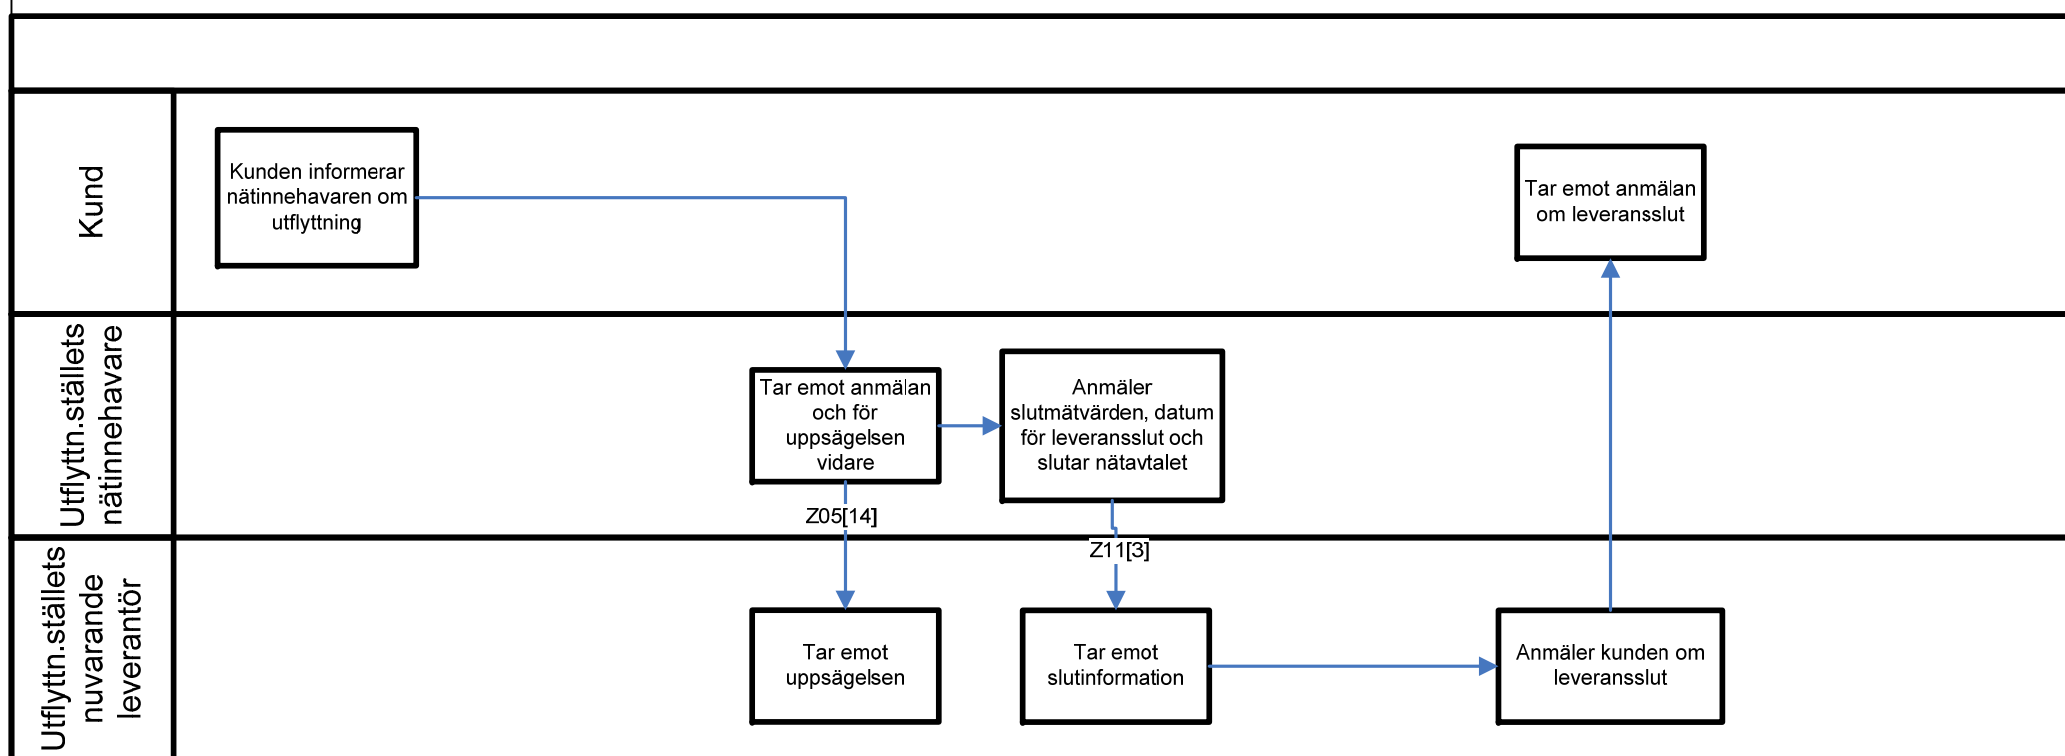 Kund
Kunden informerar
nätinnehavaren om
utflyttning
Tar emot anmälan
om leveransslut
Utflyttn.ställets
nätinnehavare
Tar emot anmälan
och för
uppsägelsen
vidare
Anmäler
slutmätvärden, datum
för leveransslut och
slutar nätavtalet
Z05[14]
Z11[3]
Utflyttn.ställets
nuvarande
leverantör
Tar emot
uppsägelsen
Tar emot
slutinformation
Anmäler kunden om
leveransslut